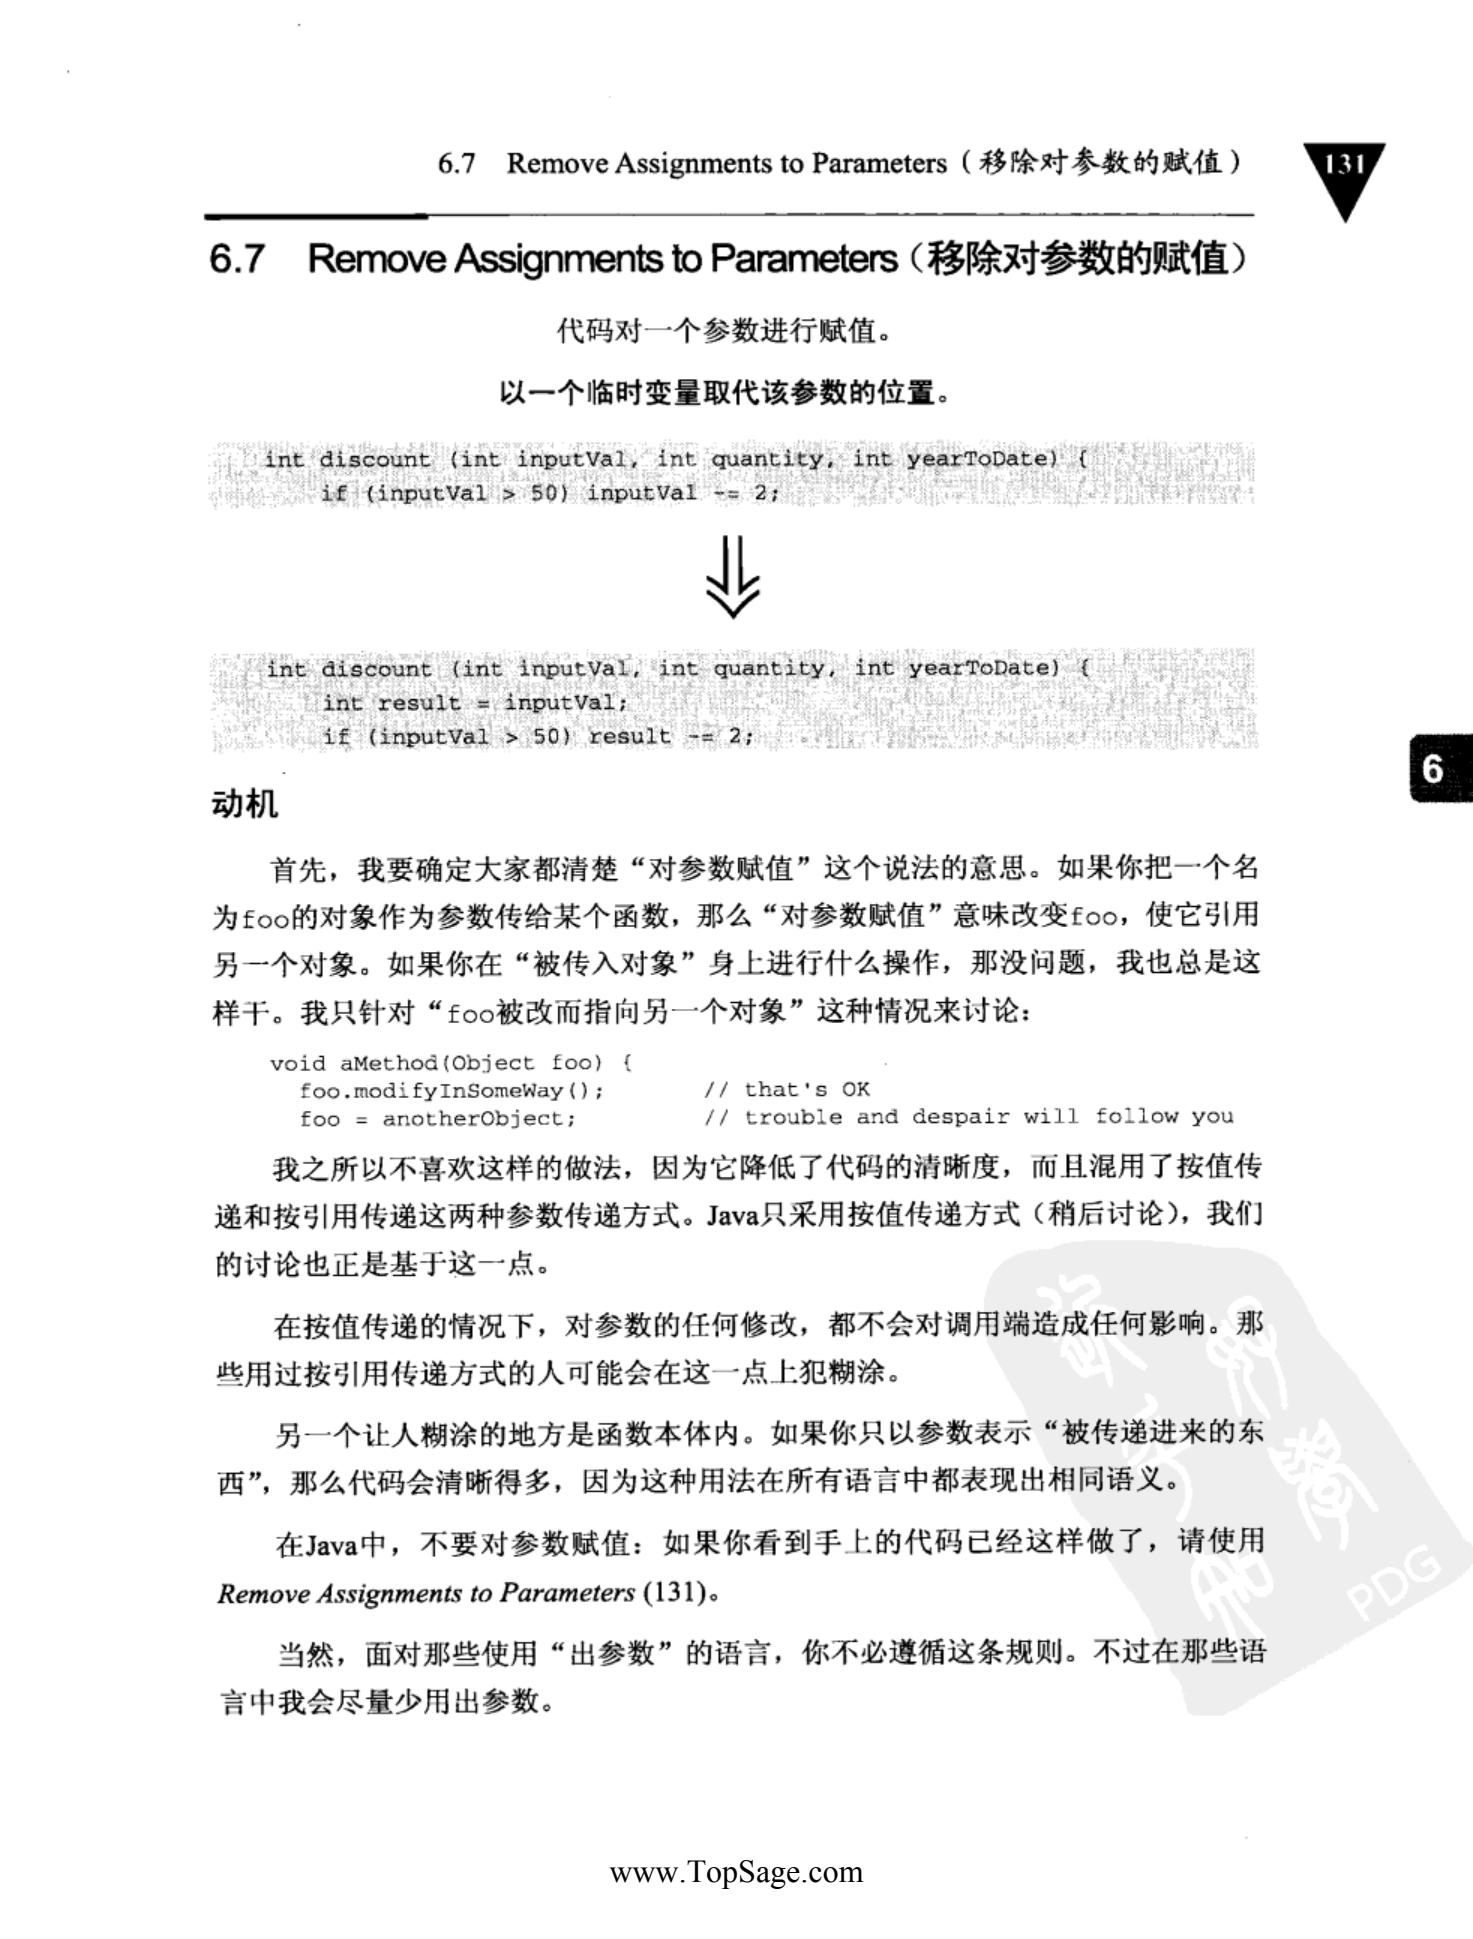 6.7 Remove Assignments to Parameters（移除对参数的赋值）
131
6.7 Remove Assignments to Parameters（移除对参数的赋值）
代码对一个参数进行赋值。
以一个临时变量取代该参数的位置。
int discount (int inputVal, int quantity, int yearToDate) {
if (inputVal > 50) inputVal -= 2;
int discount (int inputVal, int quantity, int yearToDate) {
int result = inputVal;
if (inputVal > 50) result -= 2;
6
动机
首先，我要确定大家都清楚“对参数赋值”这个说法的意思。如果你把一个名
为foo的对象作为参数传给某个函数，那么“对参数赋值”意味改变foo，使它引用
另一个对象。如果你在“被传入对象”身上进行什么操作，那没问题，我也总是这
样干。我只针对“foo被改而指向另一个对象”这种情况来讨论：
void aMethod(Object foo) {
foo.modifyInSomeWay(); // that's OK
foo = anotherObject; // trouble and despair will follow you
我之所以不喜欢这样的做法，因为它降低了代码的清晰度，而且混用了按值传
递和按引用传递这两种参数传递方式。Java只采用按值传递方式（稍后讨论），我们
的讨论也正是基于这一点。
在按值传递的情况下，对参数的任何修改，都不会对调用端造成任何影响。那
些用过按引用传递方式的人可能会在这一点上犯糊涂。
另一个让人糊涂的地方是函数本体内。如果你只以参数表示“被传递进来的东
西”，那么代码会清晰得多，因为这种用法在所有语言中都表现出相同语义。
在Java中，不要对参数赋值：如果你看到手上的代码已经这样做了，请使用
Remove Assignments to Parameters (131)。
当然，面对那些使用“出参数”的语言，你不必遵循这条规则。不过在那些语
言中我会尽量少用出参数。
PDG
www.TopSage.com